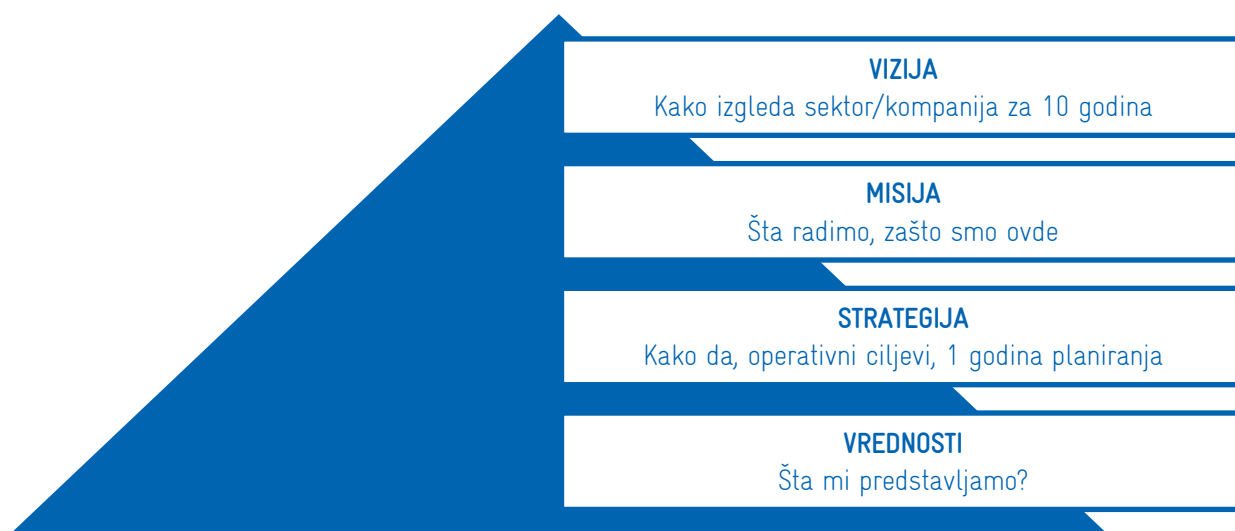 VIZIJA
Kako izgleda sektor/kompanija za 10 godina
MISIJA
Šta radimo, zašto smo ovde
STRATEGIJA
Kako da, operativni ciljevi, 1 godina planiranja
VREDNOSTI
Šta mi predstavljamo?